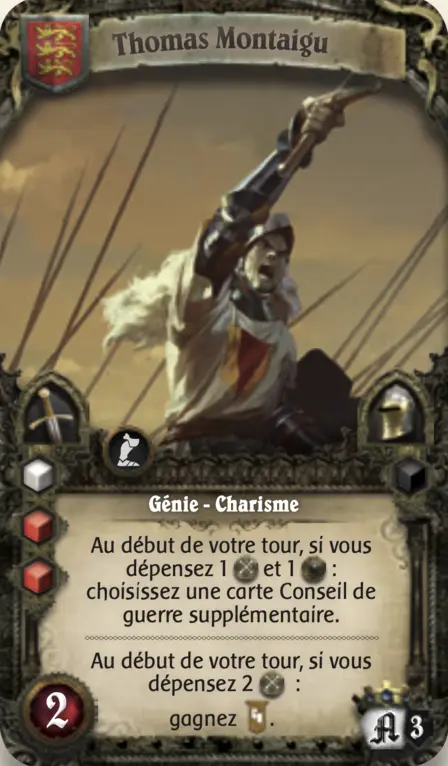 Thomas Montaigu
Génie - Charisme
Au début de votre tour, si vous
dépensez 1 et 1 :
choisissez une carte Conseil de
guerre supplémentaire.
Au début de votre tour, si vous
dépensez 2 :
gagnez .
2
A 3